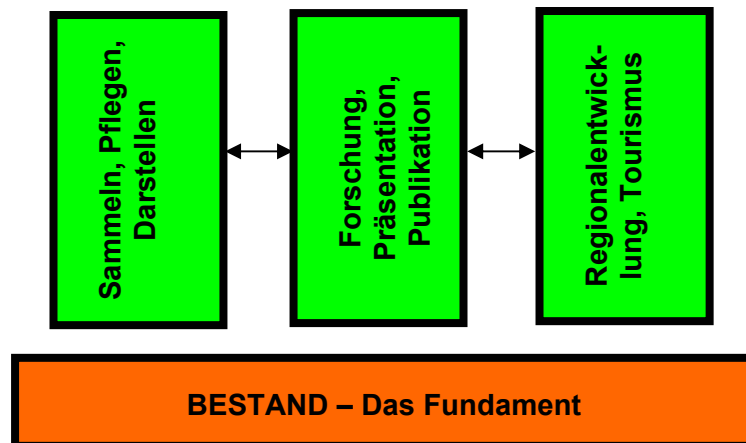 Sammeln, Pflegen,
Darstellen
Forschung,
Präsentation,
Publikation
Regionalentwick-
lung, Tourismus
BESTAND – Das Fundament